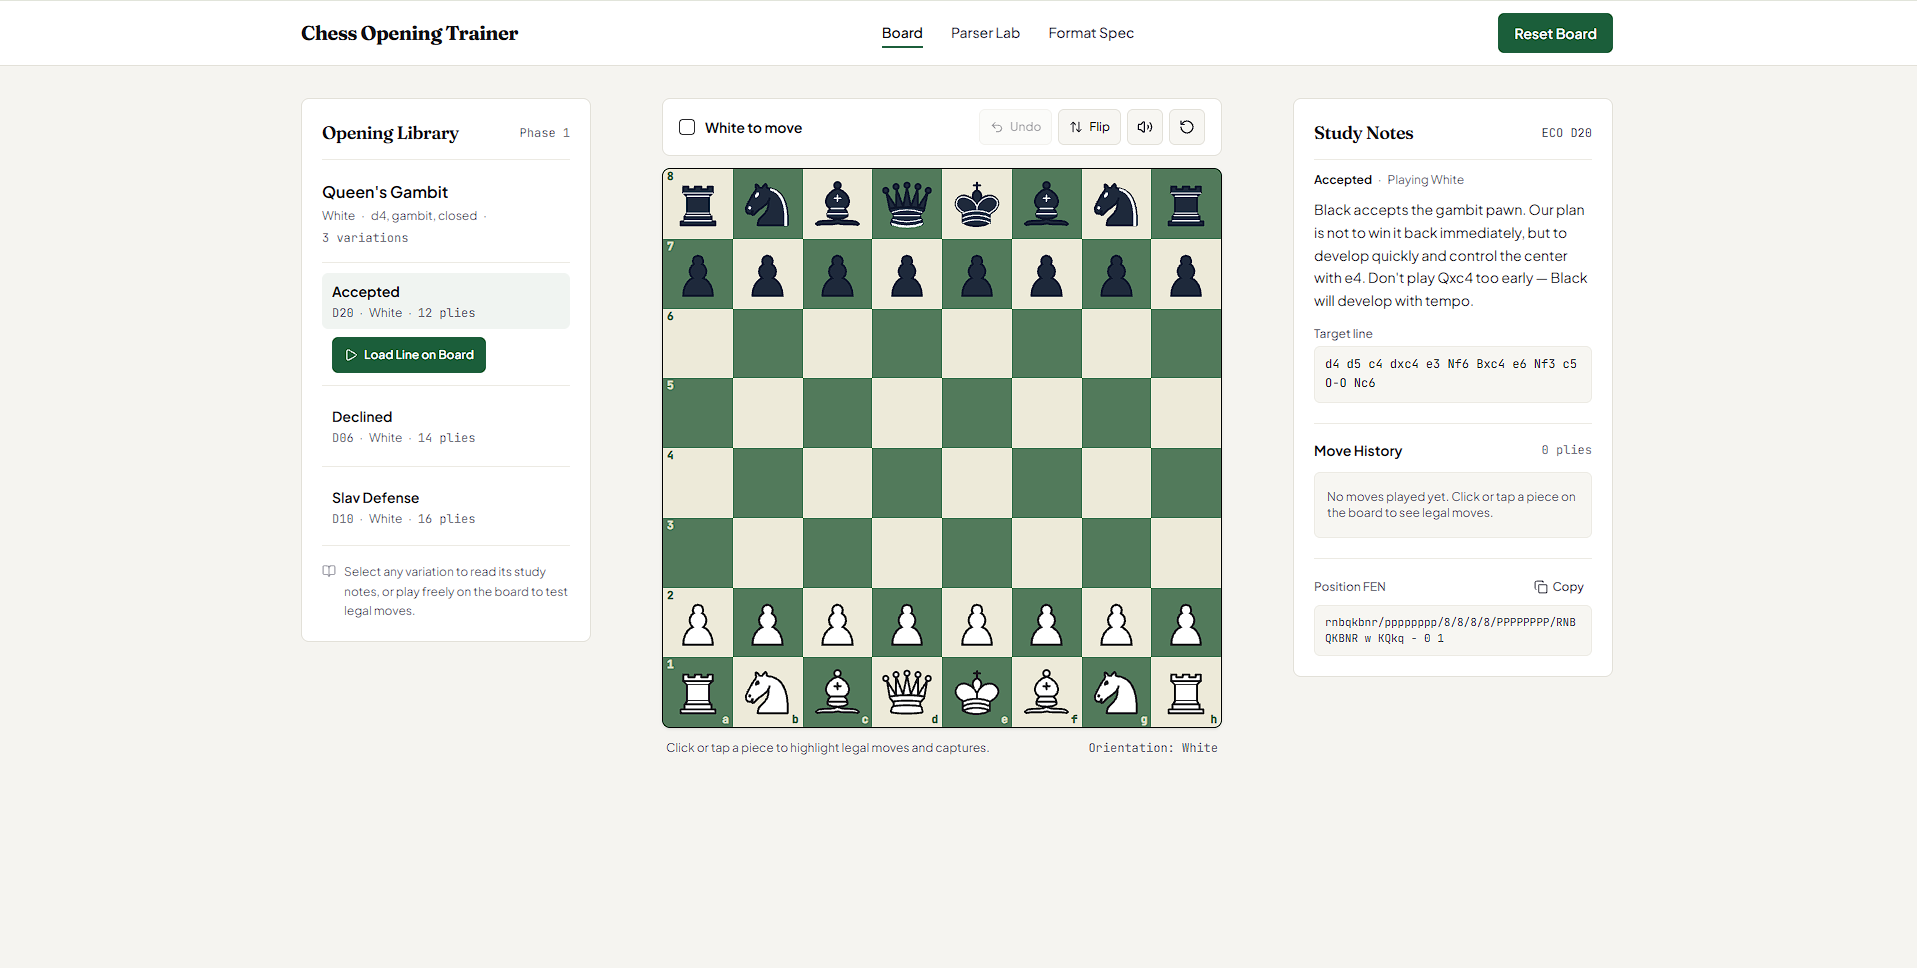 Chess Opening Trainer
Board
Parser Lab
Format Spec
Reset Board
Opening Library
Phase 1
Queen's Gambit
White · d4, gambit, closed ·
3 variations
Accepted
D20 · White · 12 plies
Load Line on Board
Declined
D06 · White · 14 plies
Slav Defense
D10 · White · 16 plies
Select any variation to read its study
notes, or play freely on the board to test
legal moves.
White to move
Undo
Flip
8
7
6
5
4
3
2
1
a b c d e f g h
Click or tap a piece to highlight legal moves and captures.
Orientation: White
Study Notes
ECO D20
Accepted · Playing White
Black accepts the gambit pawn. Our plan
is not to win it back immediately, but to
develop quickly and control the center
with e4. Don't play Qxc4 too early — Black
will develop with tempo.
Target line
d4 d5 c4 dxc4 e3 Nf6 Bxc4 e6 Nf3 c5
O-O Nc6
Move History
0 plies
No moves played yet. Click or tap a piece on
the board to see legal moves.
Position FEN
Copy
rnbqkbnr/pppppppp/8/8/8/8/PPPPPPPP/RNB
QKBNR w KQkq - 0 1